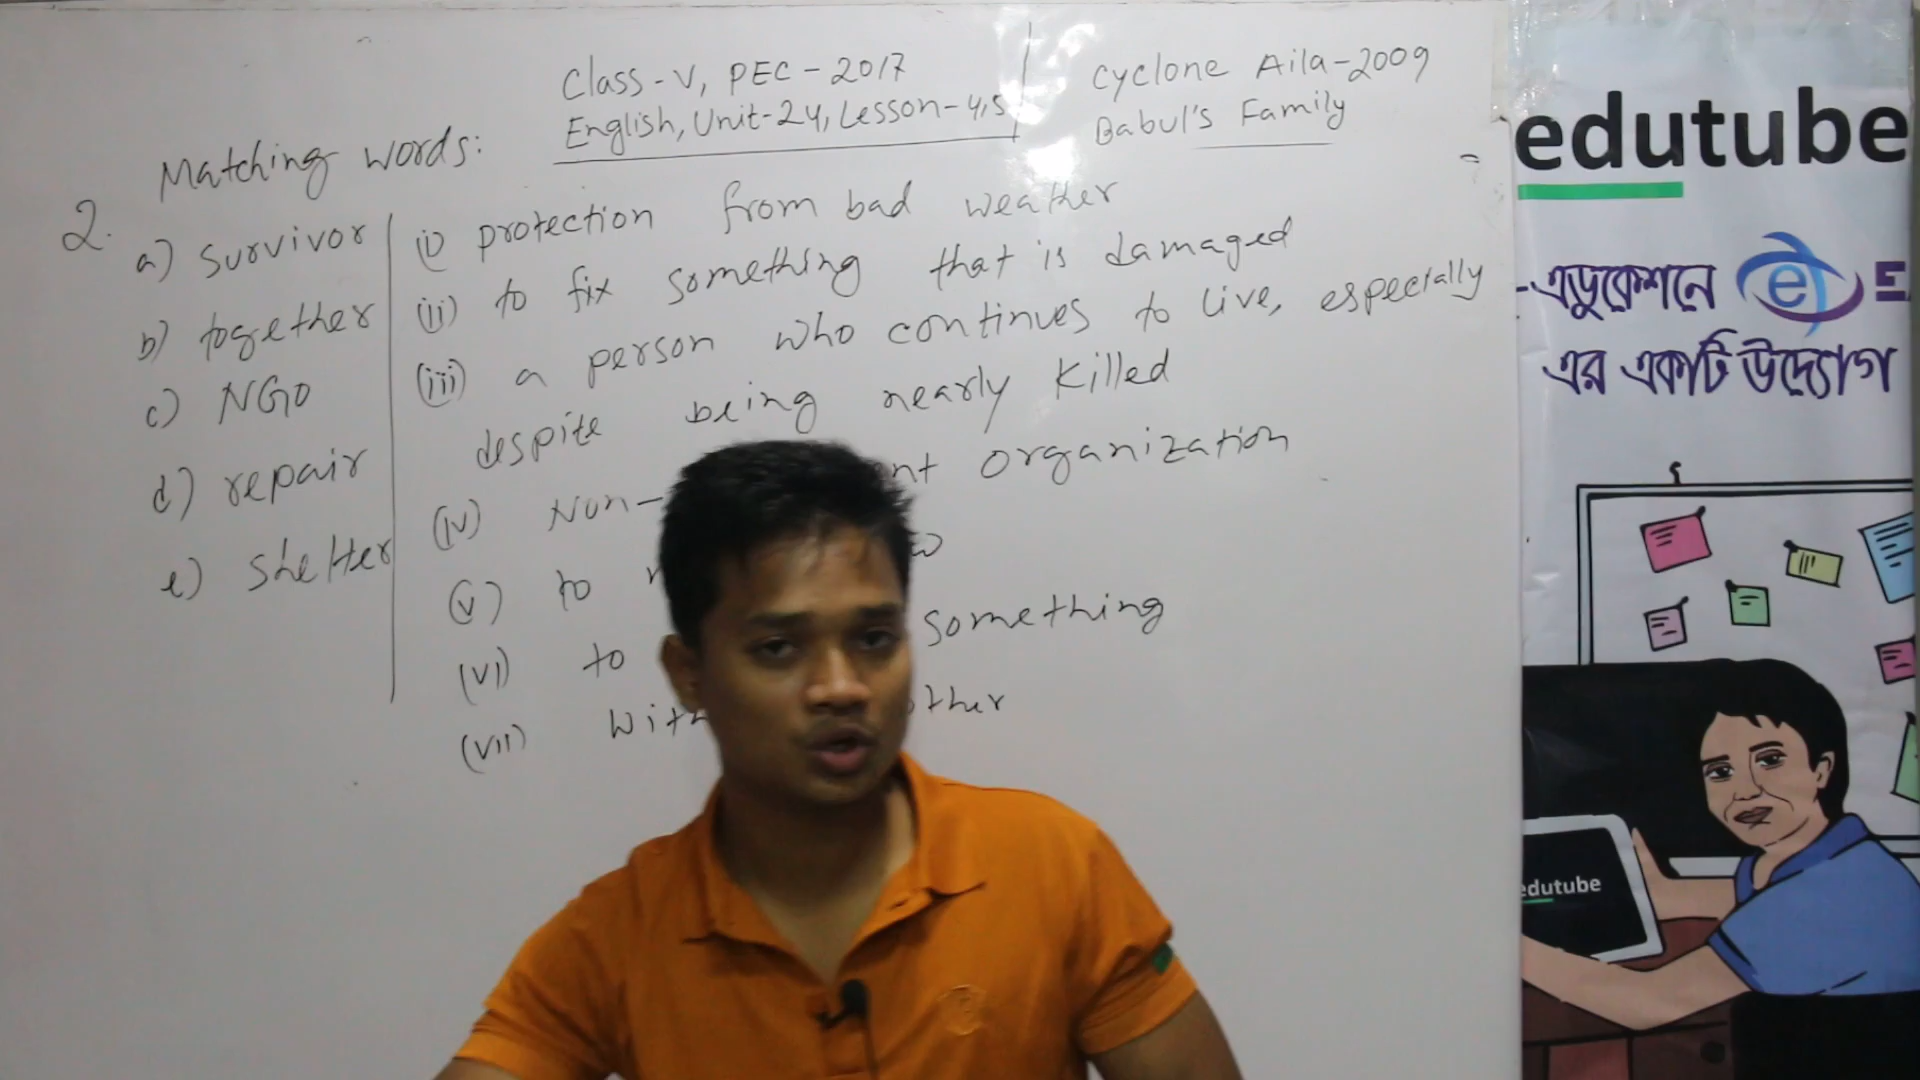 Class-V, PEC-2017
English, Unit-24, Lesson-4,5
Cyclone Aila-2009
Babul's Family
Matching words:
2.
a) survivor
b) together
c) NGO
d) repair
e) shelter
(i) protection from bad weather
(ii) to fix something that is damaged
(iii) a person who continues to live, especially
despite being nearly killed
(iv) Non- organization
(v) to
(vi) to something
(vii)
edutube
এডুকেশনে
এর একটি উদ্যোগ
edutube